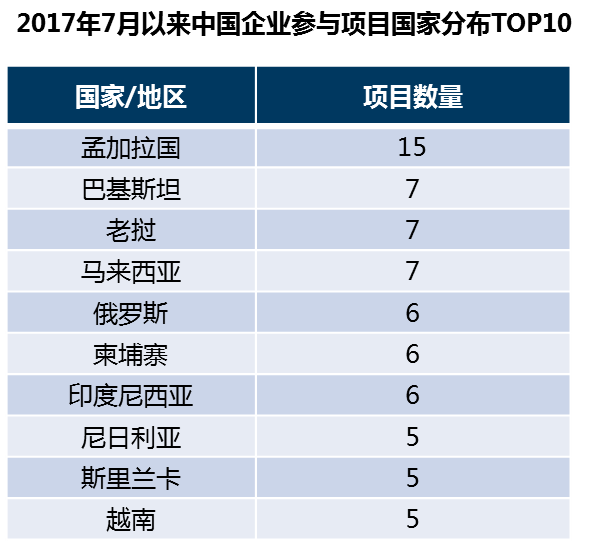 2017年7月以来中国企业参与项目国家分布TOP10
国家/地区 项目数量
孟加拉国 15
巴基斯坦 7
老挝 7
马来西亚 7
俄罗斯 6
柬埔寨 6
印度尼西亚 6
尼日利亚 5
斯里兰卡 5
越南 5